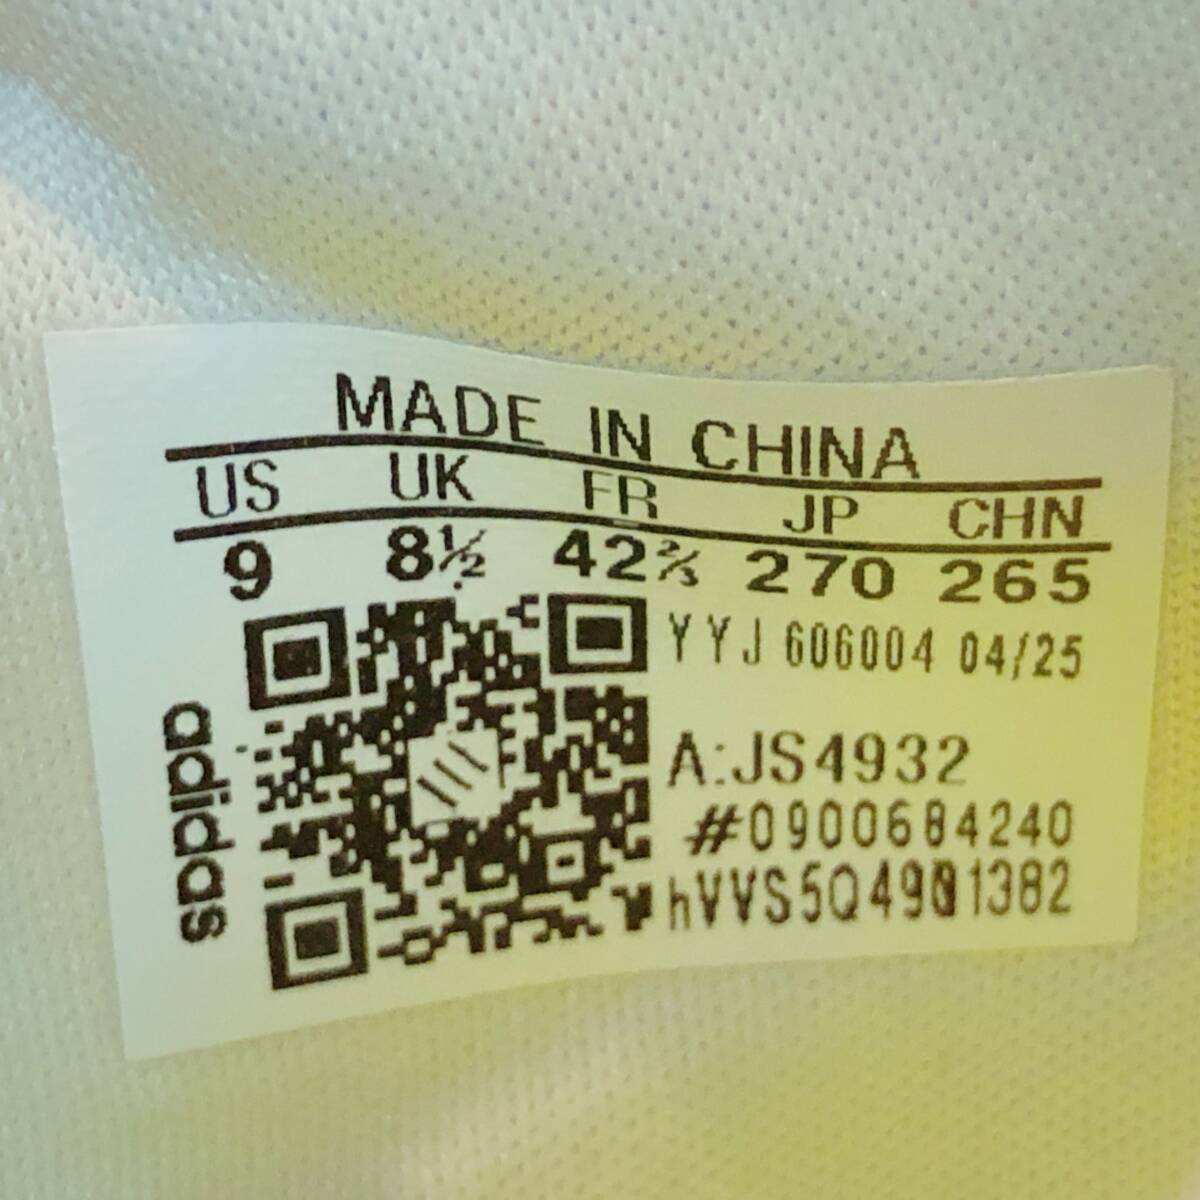 MADE IN CHINA
US UK FR JP CHN
9 8½ 42⅔ 270 265
YYJ 606004 04/25
A:JS4932
#0900684240
adidas